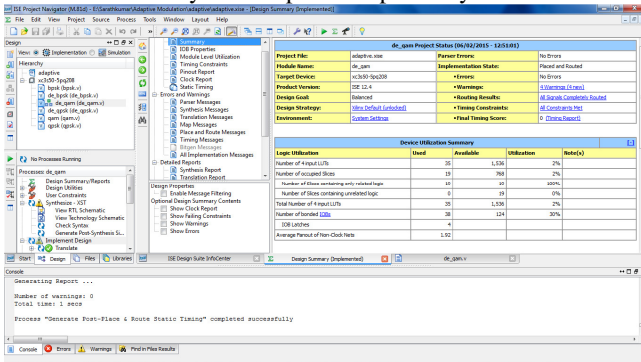 ISE Project Navigator (M.81d) - E:\Sarathkumar\Adaptive Modulation\adaptive\adaptive.xise - [Design Summary (Implemented)]
File Edit View Project Source Process Tools Window Layout Help
Design
View: Implementation Simulation
Hierarchy
adaptive
xc3s50-5pq208
bpsk (bpsk.v)
de_bpsk (de_bpsk.v)
de_qam (de_qam.v)
de_qpsk (de_qpsk.v)
qam (qam.v)
qpsk (qpsk.v)
No Processes Running
Processes: de_qam
Design Summary/Reports
Design Utilities
User Constraints
Synthesize - XST
View RTL Schematic
View Technology Schematic
Check Syntax
Generate Post-Synthesis Si...
Implement Design
Translate
Start Design Files Libraries
Summary
IOB Properties
Module Level Utilization
Timing Constraints
Pinout Report
Clock Report
Static Timing
Errors and Warnings
Parser Messages
Synthesis Messages
Translation Messages
Map Messages
Place and Route Messages
Timing Messages
Bitgen Messages
All Implementation Messages
Detailed Reports
Synthesis Report
Translation Report
Design Properties
Enable Message Filtering
Optional Design Summary Contents
Show Clock Report
Show Failing Constraints
Show Warnings
Show Errors
de_qam Project Status (06/02/2015 - 12:51:01)
Project File: adaptive.xise Parser Errors: No Errors
Module Name: de_qam Implementation State: Placed and Routed
Target Device: xc3s50-5pq208 •Errors: No Errors
Product Version: ISE 12.4 •Warnings: 4 Warnings (4 new)
Design Goal: Balanced •Routing Results: All Signals Completely Routed
Design Strategy: Xilinx Default (unlocked) •Timing Constraints: All Constraints Met
Environment: System Settings •Final Timing Score: 0 (Timing Report)
Device Utilization Summary
Logic Utilization Used Available Utilization Note(s)
Number of 4 input LUTs 35 1,536 2%
Number of occupied Slices 19 768 2%
Number of Slices containing only related logic 19 19 100%
Number of Slices containing unrelated logic 0 19 0%
Total Number of 4 input LUTs 35 1,536 2%
Number of bonded IOBs 38 124 30%
IOB Latches 4
Average Fanout of Non-Clock Nets 1.92
ISE Design Suite InfoCenter Design Summary (Implemented) de_qam.v
Console
Generating Report ...
Number of warnings: 0
Total time: 1 secs
Process "Generate Post-Place & Route Static Timing" completed successfully
Console Errors Warnings Find in Files Results